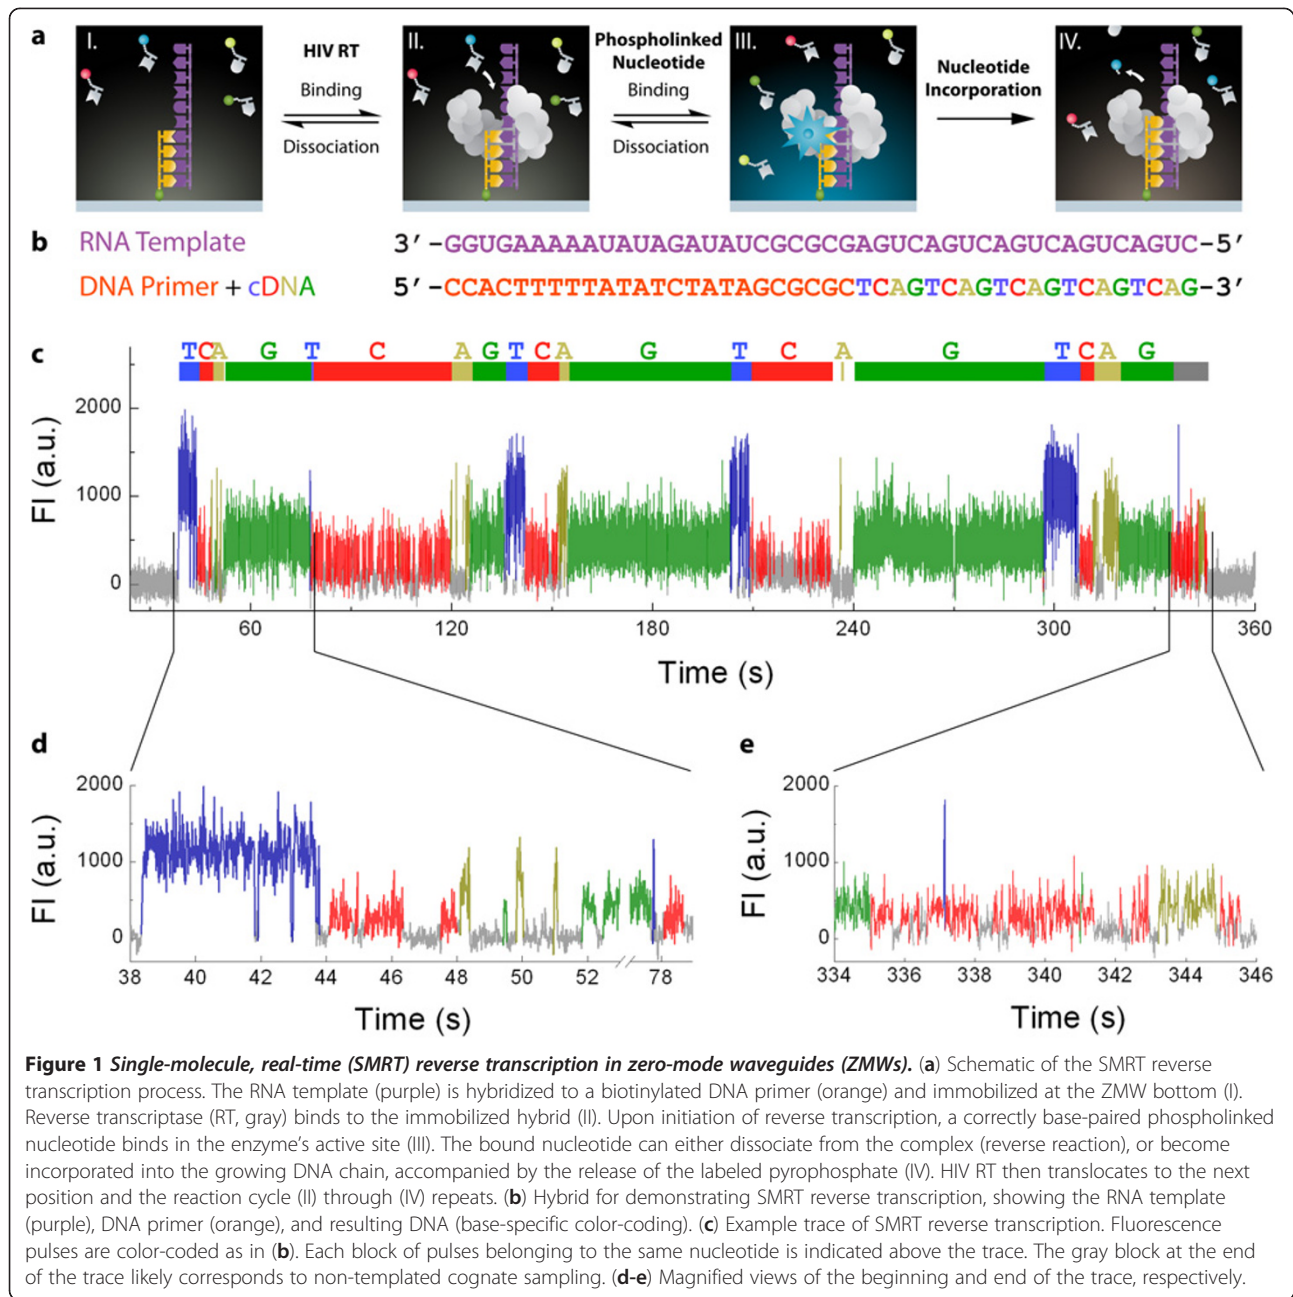 a
I.
HIV RT
Binding
Dissociation
II.
Phospholinked
Nucleotide
Binding
Dissociation
III.
Nucleotide
Incorporation
IV.
b
RNA Template
3′-GGUGAAAAAUAUAGAUAUCGCGCGAGUCAGUCAGUCAGUCAGUC-5′
DNA Primer + cDNA
5′-CCACTTTTTATATCTATAGCGCGCTCAGTCAGTCAGTCAGTCAG-3′
c
T C A G T C A G T C A G T C A G T C A G
FI (a.u.)
2000
1000
0
60 120 180 240 300 360
Time (s)
d
FI (a.u.)
2000
1000
0
38 40 42 44 46 48 50 52 78
Time (s)
e
FI (a.u.)
2000
1000
0
334 336 338 340 342 344 346
Time (s)
Figure 1 Single-molecule, real-time (SMRT) reverse transcription in zero-mode waveguides (ZMWs). (a) Schematic of the SMRT reverse
transcription process. The RNA template (purple) is hybridized to a biotinylated DNA primer (orange) and immobilized at the ZMW bottom (I).
Reverse transcriptase (RT, gray) binds to the immobilized hybrid (II). Upon initiation of reverse transcription, a correctly base-paired phospholinked
nucleotide binds in the enzyme's active site (III). The bound nucleotide can either dissociate from the complex (reverse reaction), or become
incorporated into the growing DNA chain, accompanied by the release of the labeled pyrophosphate (IV). HIV RT then translocates to the next
position and the reaction cycle (II) through (IV) repeats. (b) Hybrid for demonstrating SMRT reverse transcription, showing the RNA template
(purple), DNA primer (orange), and resulting DNA (base-specific color-coding). (c) Example trace of SMRT reverse transcription. Fluorescence
pulses are color-coded as in (b). Each block of pulses belonging to the same nucleotide is indicated above the trace. The gray block at the end
of the trace likely corresponds to non-templated cognate sampling. (d-e) Magnified views of the beginning and end of the trace, respectively.